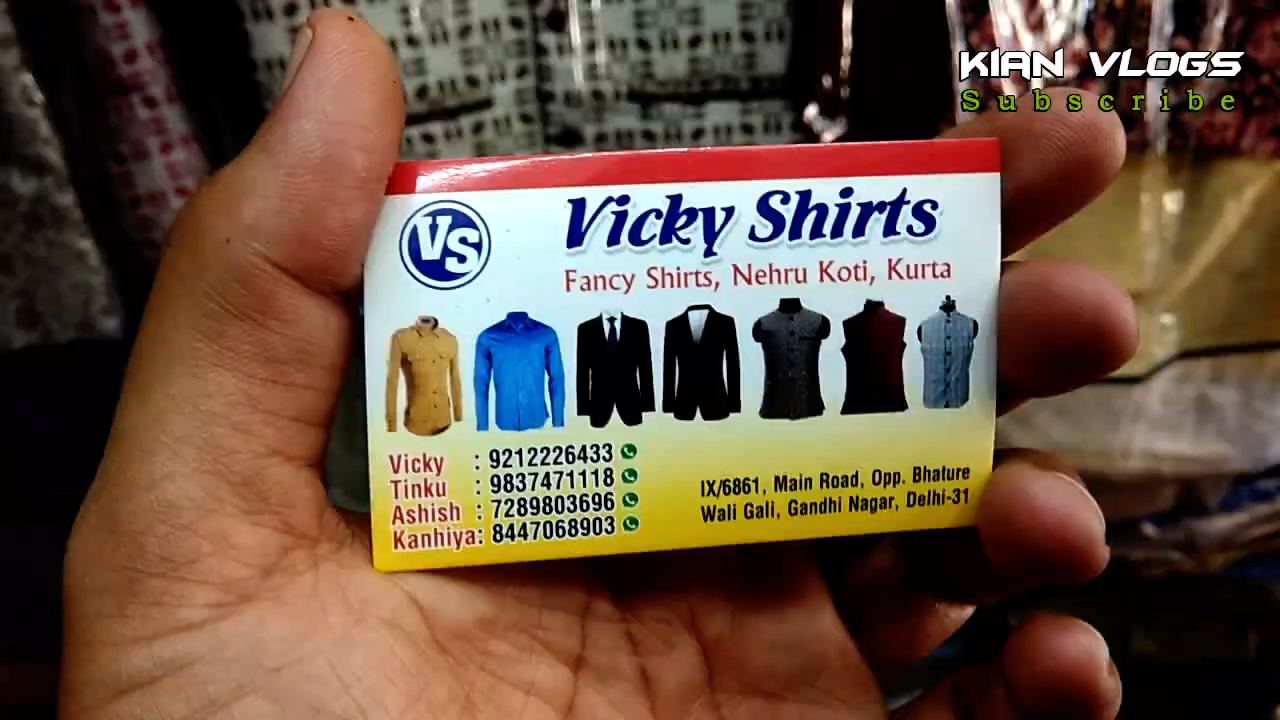 KIAN VLOGS
Subscribe
VS
Vicky Shirts
Fancy Shirts, Nehru Koti, Kurta
Vicky : 9212226433
Tinku : 9837471118
Ashish : 7289803696
Kanhiya: 8447068903
IX/6861, Main Road, Opp. Bhature
Wali Gali, Gandhi Nagar, Delhi-31